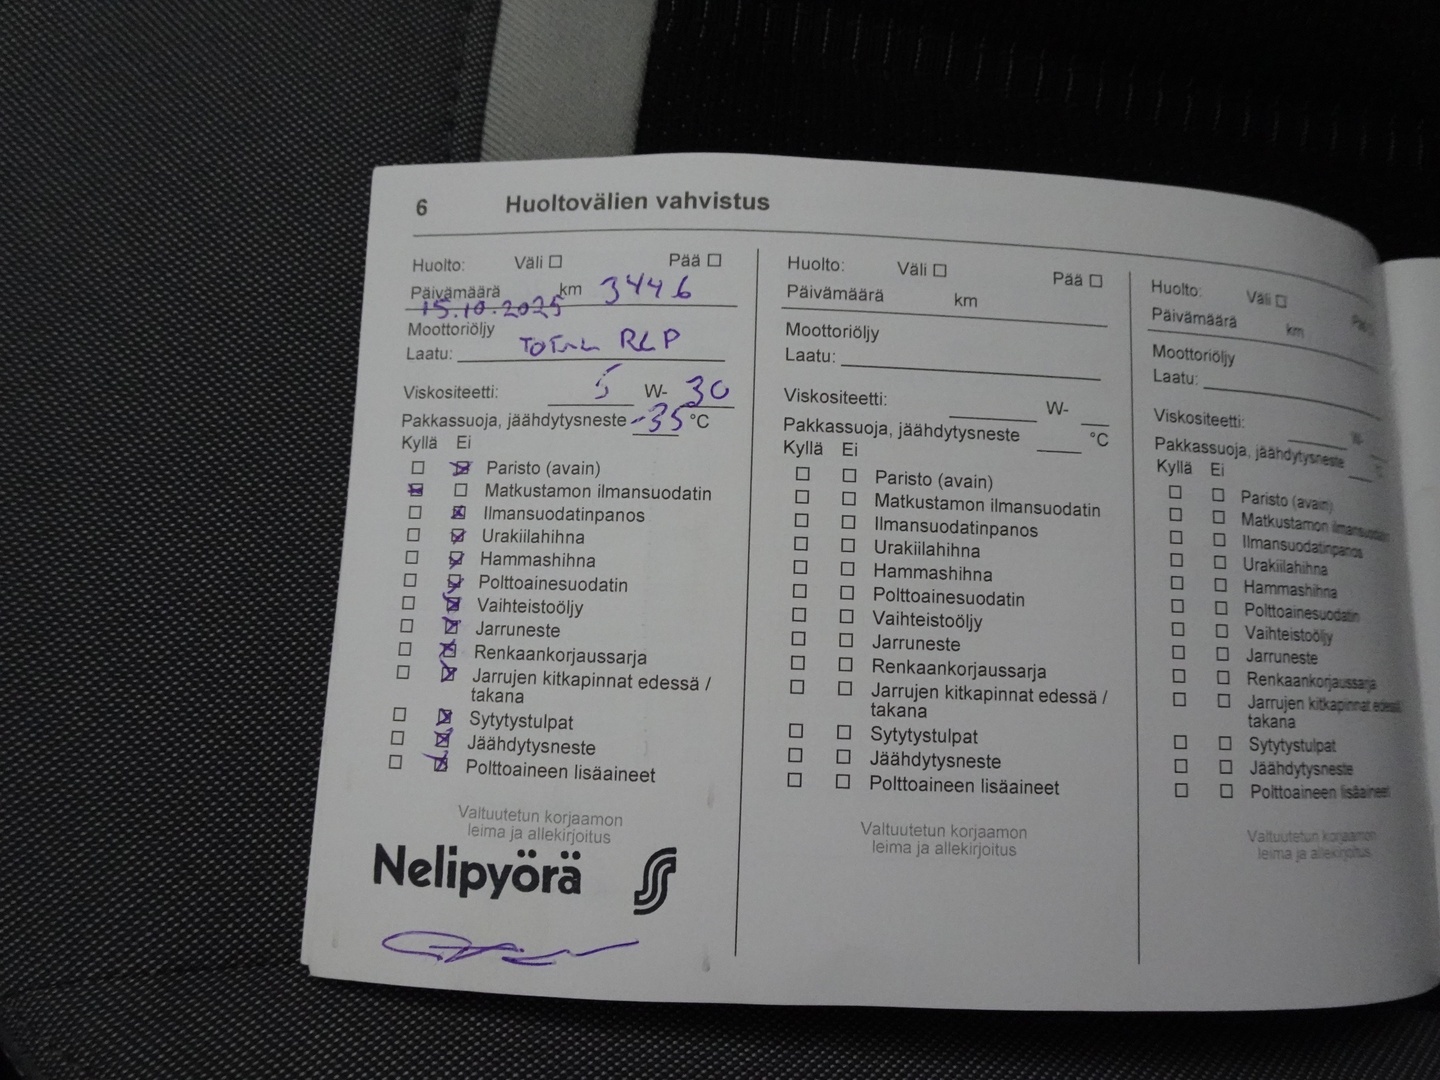 6 Huoltovälien vahvistus
Huolto: Väli Pää
Päivämäärä km 3446
15.10.2025
Moottoriöljy
Laatu: TOTAL RLP
Viskositeetti: 5 W- 30
Pakkassuoja, jäähdytysneste -35 °C
Kyllä Ei
Paristo (avain)
Matkustamon ilmansuodatin
Ilmansuodatinpanos
Urakiilahihna
Hammashihna
Polttoainesuodatin
Vaihteistoöljy
Jarruneste
Renkaankorjaussarja
Jarrujen kitkapinnat edessä /
takana
Sytytystulpat
Jäähdytysneste
Polttoaineen lisäaineet
Valtuutetun korjaamon
leima ja allekirjoitus
Nelipyörä
Huolto: Väli Pää
Päivämäärä km
Moottoriöljy
Laatu:
Viskositeetti: W-
Pakkassuoja, jäähdytysneste °C
Kyllä Ei
Paristo (avain)
Matkustamon ilmansuodatin
Ilmansuodatinpanos
Urakiilahihna
Hammashihna
Polttoainesuodatin
Vaihteistoöljy
Jarruneste
Renkaankorjaussarja
Jarrujen kitkapinnat edessä /
takana
Sytytystulpat
Jäähdytysneste
Polttoaineen lisäaineet
Valtuutetun korjaamon
leima ja allekirjoitus
Huolto: Väli
Päivämäärä km
Moottoriöljy
Laatu:
Viskositeetti: W-
Pakkassuoja, jäähdytysneste
Kyllä Ei
Paristo (avain)
Matkustamon ilmansuodatin
Ilmansuodatinpanos
Urakiilahihna
Hammashihna
Polttoainesuodatin
Vaihteistoöljy
Jarruneste
Renkaankorjaussarja
Jarrujen kitkapinnat edessä
takana
Sytytystulpat
Jäähdytysneste
Polttoaineen lisäaineet
Valtuutetun korjaamon
leima ja allekirjoitus